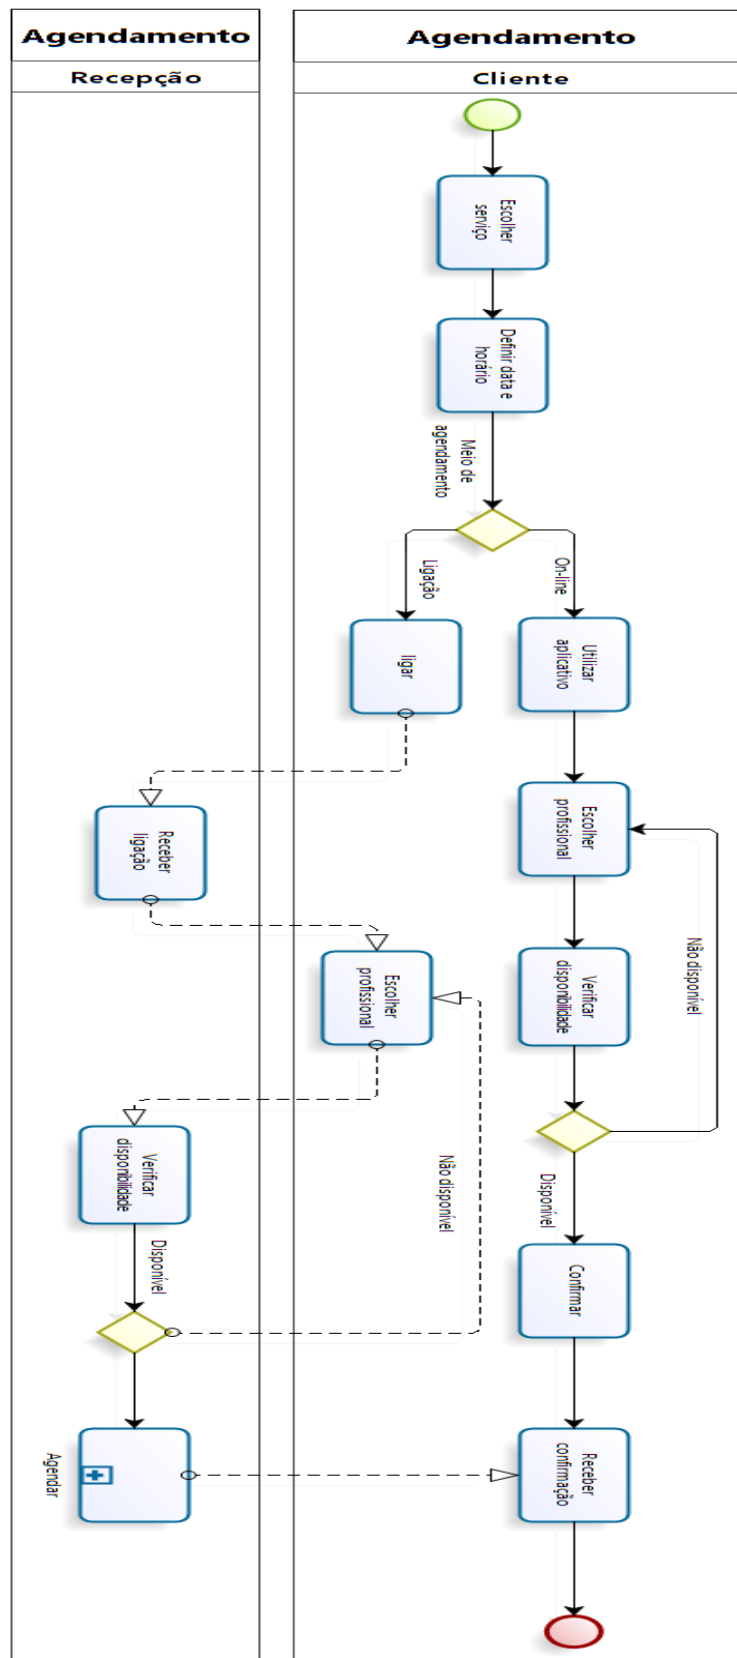 Agendamento
Recepção
Agendamento
Cliente
Escolher
serviço
Definir data e
horário
Meio de
agendamento
On-line
Ligação
Utilizar
aplicativo
ligar
Escolher
profissional
Receber
ligação
Não disponível
Verificar
disponibilidade
Escolher
profissional
Disponível
Verificar
disponibilidade
Não disponível
Disponível
Confirmar
Receber
confirmação
Agendar